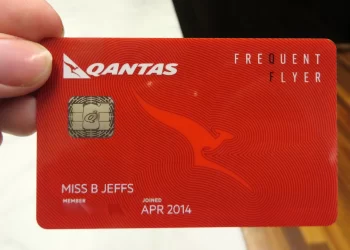 QANTAS
FREQUENT
FLYER
MISS B JEFFS
MEMBER JOINED
APR 2014